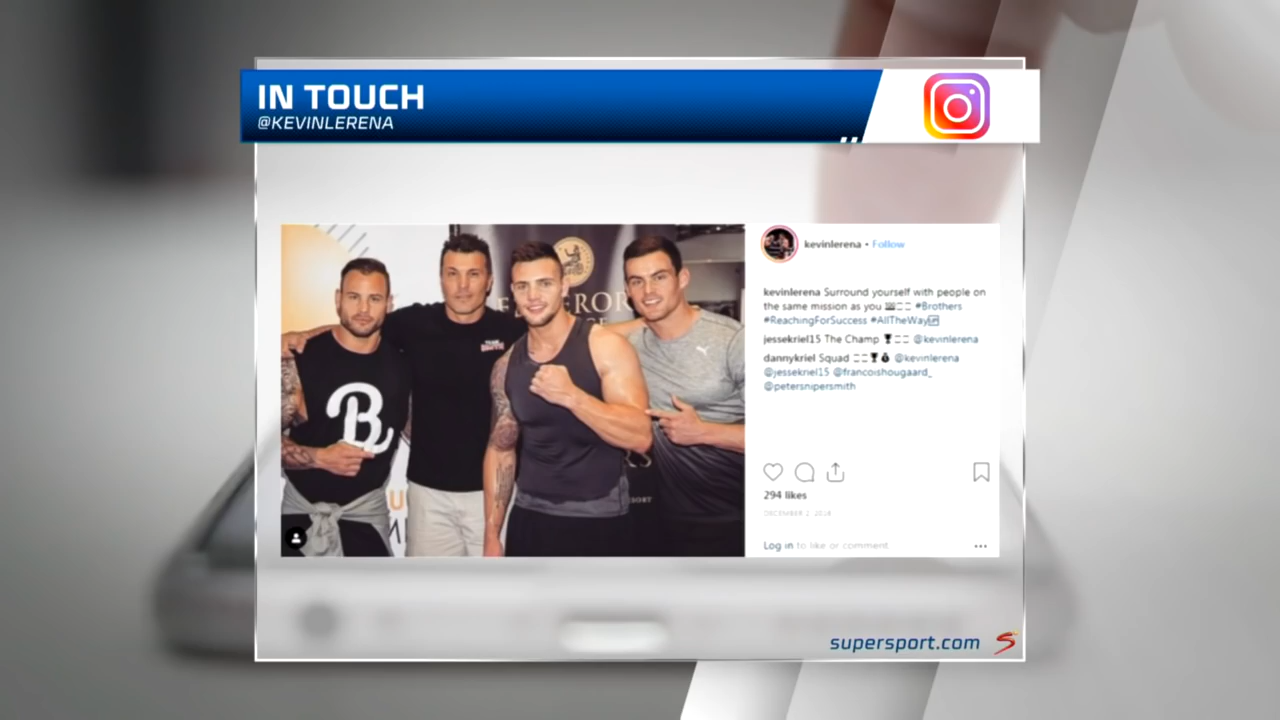 IN TOUCH
@KEVINLERENA
kevinlerena • Follow
kevinlerena Surround yourself with people on
the same mission as you #Brothers
#ReachingForSuccess #AllTheWay
jessekriel15 The Champ @kevinlerena
dannykriel Squad @kevinlerena
@jessekriel15 @francoishougaard_
@petersnipersmith
294 likes
DECEMBER 2, 2018
Log in to like or comment.
B
TEAM
supersport.com